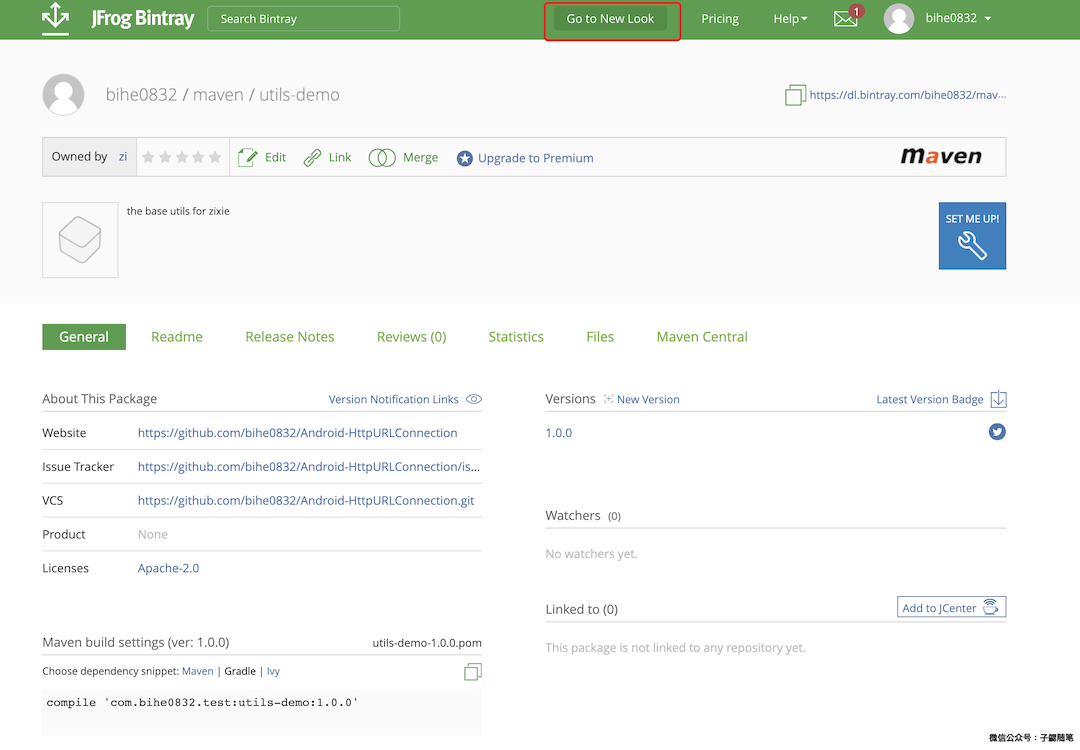 JFrog Bintray
Search Bintray
Go to New Look
Pricing
Help
1
bihe0832
bihe0832 / maven / utils-demo
https://dl.bintray.com/bihe0832/mav...
Owned by zi
Edit
Link
Merge
Upgrade to Premium
maven
the base utils for zixie
SET ME UP!
General
Readme
Release Notes
Reviews (0)
Statistics
Files
Maven Central
About This Package
Version Notification Links
Website https://github.com/bihe0832/Android-HttpURLConnection
Issue Tracker https://github.com/bihe0832/Android-HttpURLConnection/is...
VCS https://github.com/bihe0832/Android-HttpURLConnection.git
Product None
Licenses Apache-2.0
Maven build settings (ver: 1.0.0)
utils-demo-1.0.0.pom
Choose dependency snippet: Maven | Gradle | Ivy
compile 'com.bihe0832.test:utils-demo:1.0.0'
Versions
New Version
Latest Version Badge
1.0.0
Watchers (0)
No watchers yet.
Linked to (0)
Add to JCenter
This package is not linked to any repository yet.
微信公众号：子勰随笔